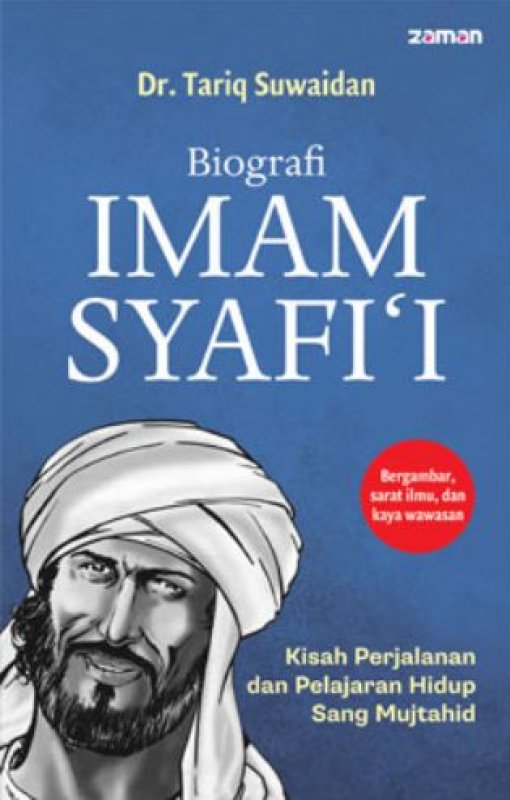 zaman
Dr. Tariq Suwaidan
Biografi
IMAM
SYAFI‘I
Bergambar,
sarat ilmu, dan
kaya wawasan
Kisah Perjalanan
dan Pelajaran Hidup
Sang Mujtahid